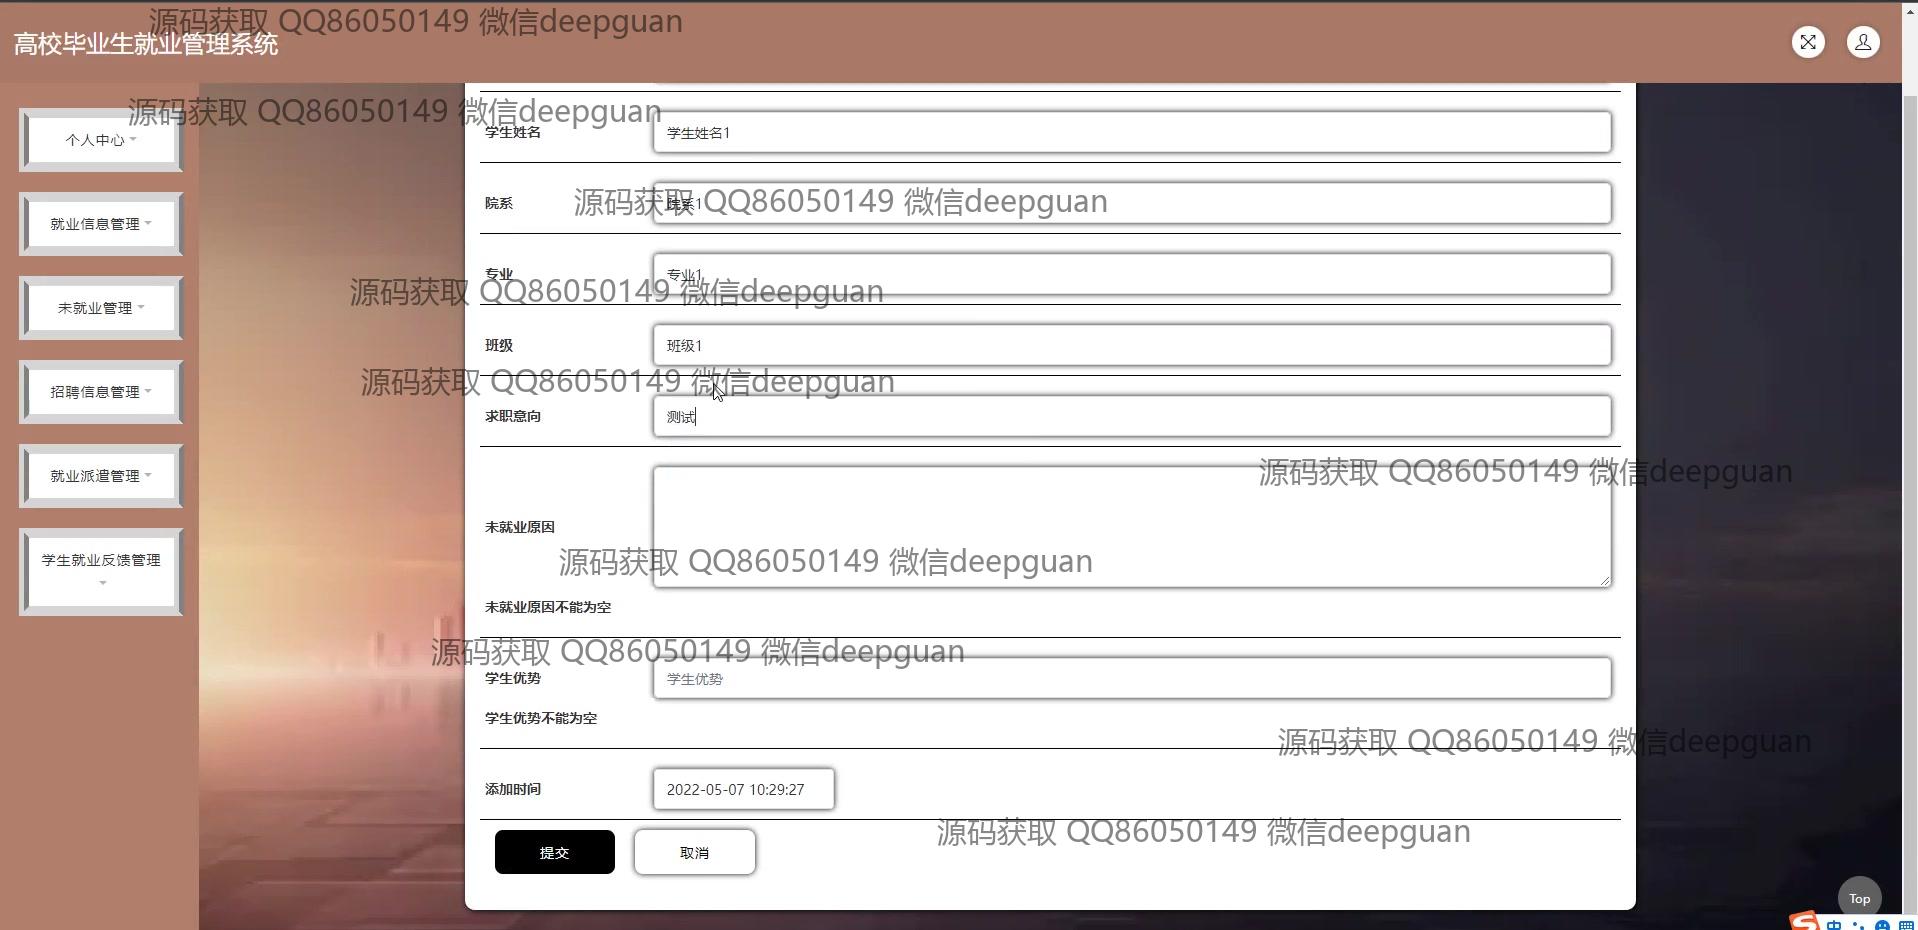 源码获取 QQ86050149 微信deepguan
高校毕业生就业管理系统
源码获取 QQ86050149 微信deepguan
个人中心
学生姓名
学生姓名1
源码获取 QQ86050149 微信deepguan
院系
院系1
就业信息管理
专业
专业1
源码获取 QQ86050149 微信deepguan
未就业管理
班级
班级1
源码获取 QQ86050149 微信deepguan
招聘信息管理
求职意向
测试
源码获取 QQ86050149 微信deepguan
就业派遣管理
未就业原因
源码获取 QQ86050149 微信deepguan
学生就业反馈管理
未就业原因不能为空
源码获取 QQ86050149 微信deepguan
学生优势
学生优势
学生优势不能为空
源码获取 QQ86050149 微信deepguan
添加时间
2022-05-07 10:29:27
源码获取 QQ86050149 微信deepguan
提交
取消
Top
中